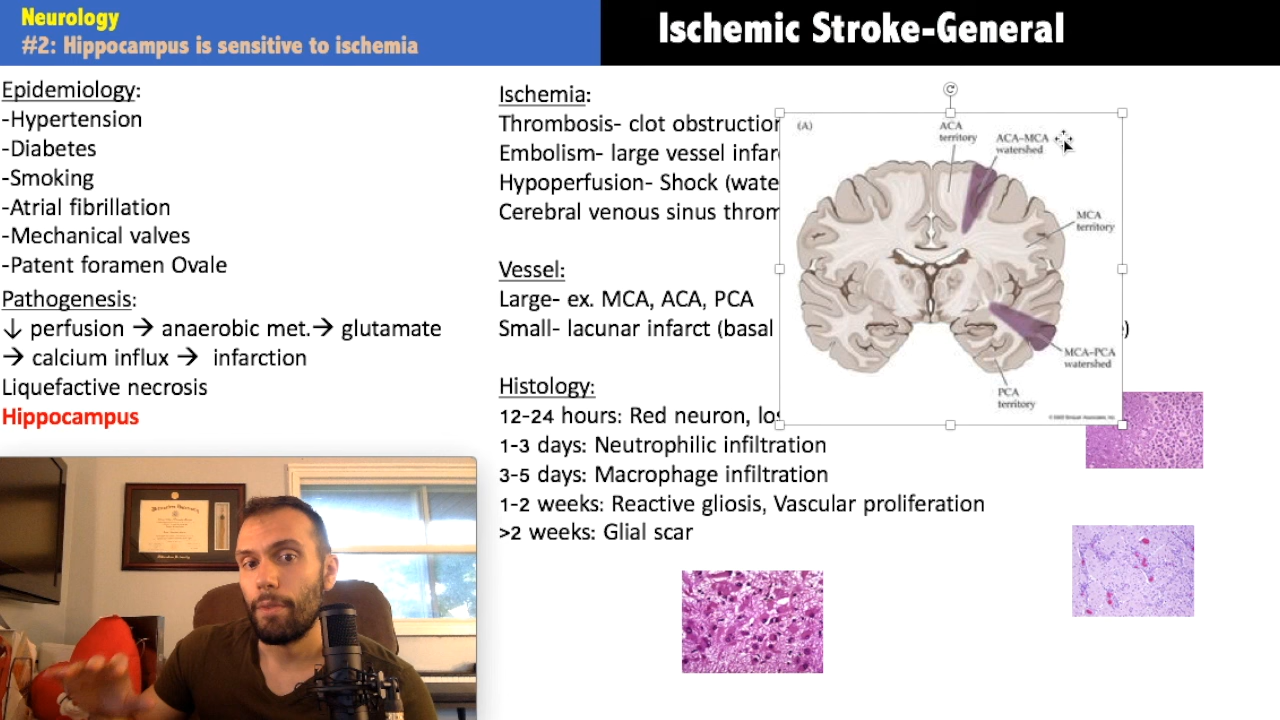 Neurology
#2: Hippocampus is sensitive to ischemia
Ischemic Stroke-General
Epidemiology:
-Hypertension
-Diabetes
-Smoking
-Atrial fibrillation
-Mechanical valves
-Patent foramen Ovale
Pathogenesis:
↓ perfusion → anaerobic met.→ glutamate
→ calcium influx → infarction
Liquefactive necrosis
Hippocampus
Ischemia:
Thrombosis- clot obstruction
Embolism- large vessel infar
Hypoperfusion- Shock (wate
Cerebral venous sinus throm
Vessel:
Large- ex. MCA, ACA, PCA
Small- lacunar infarct (basal
)
Histology:
12-24 hours: Red neuron, los
1-3 days: Neutrophilic infiltration
3-5 days: Macrophage infiltration
1-2 weeks: Reactive gliosis, Vascular proliferation
>2 weeks: Glial scar
(A)
ACA
territory
ACA–MCA
watershed
MCA
territory
MCA–PCA
watershed
PCA
territory